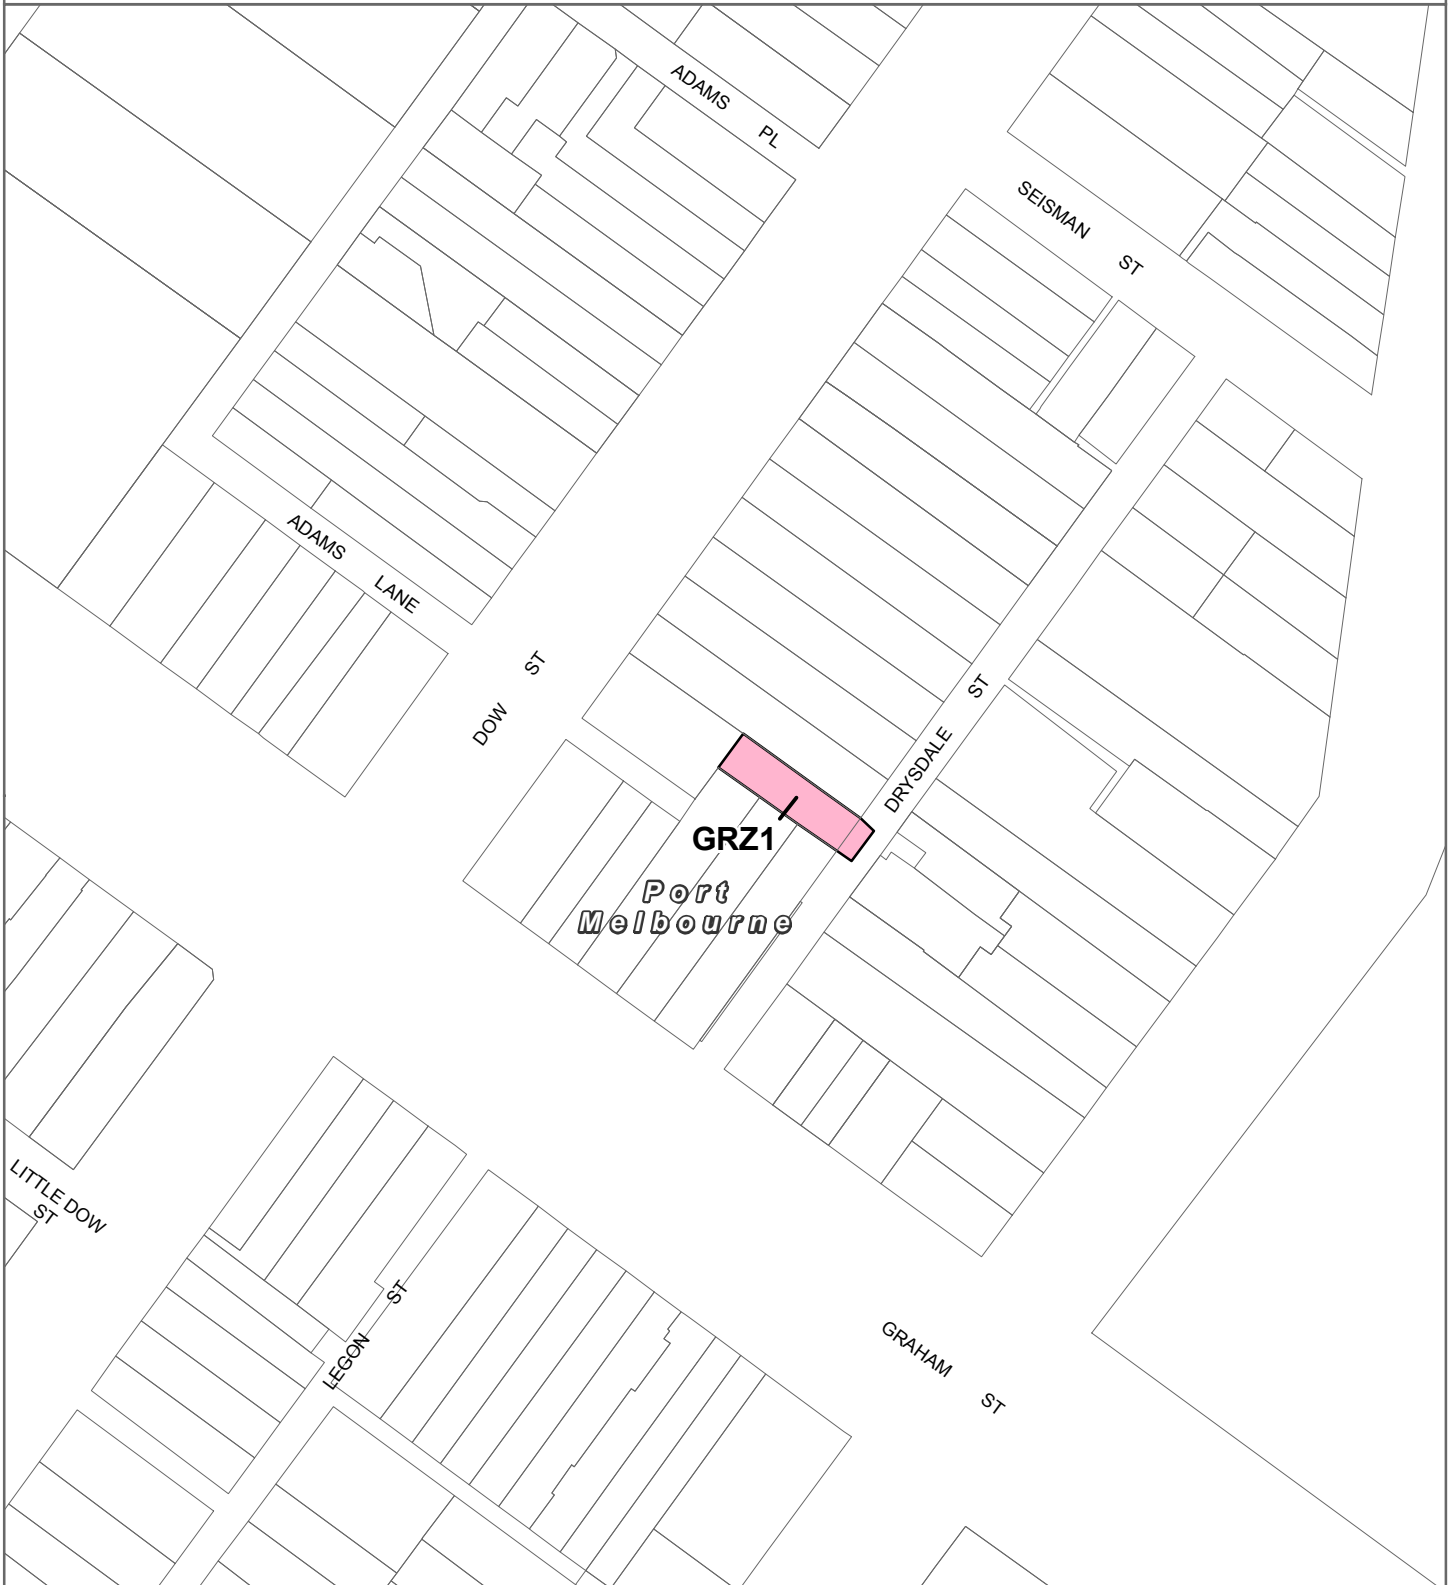 ADAMS PL
SEISMAN ST
ADAMS LANE
DOW ST
DRYSDALE ST
GRZ1
Port
Melbourne
LITTLE DOW
ST
LEGON ST
GRAHAM ST